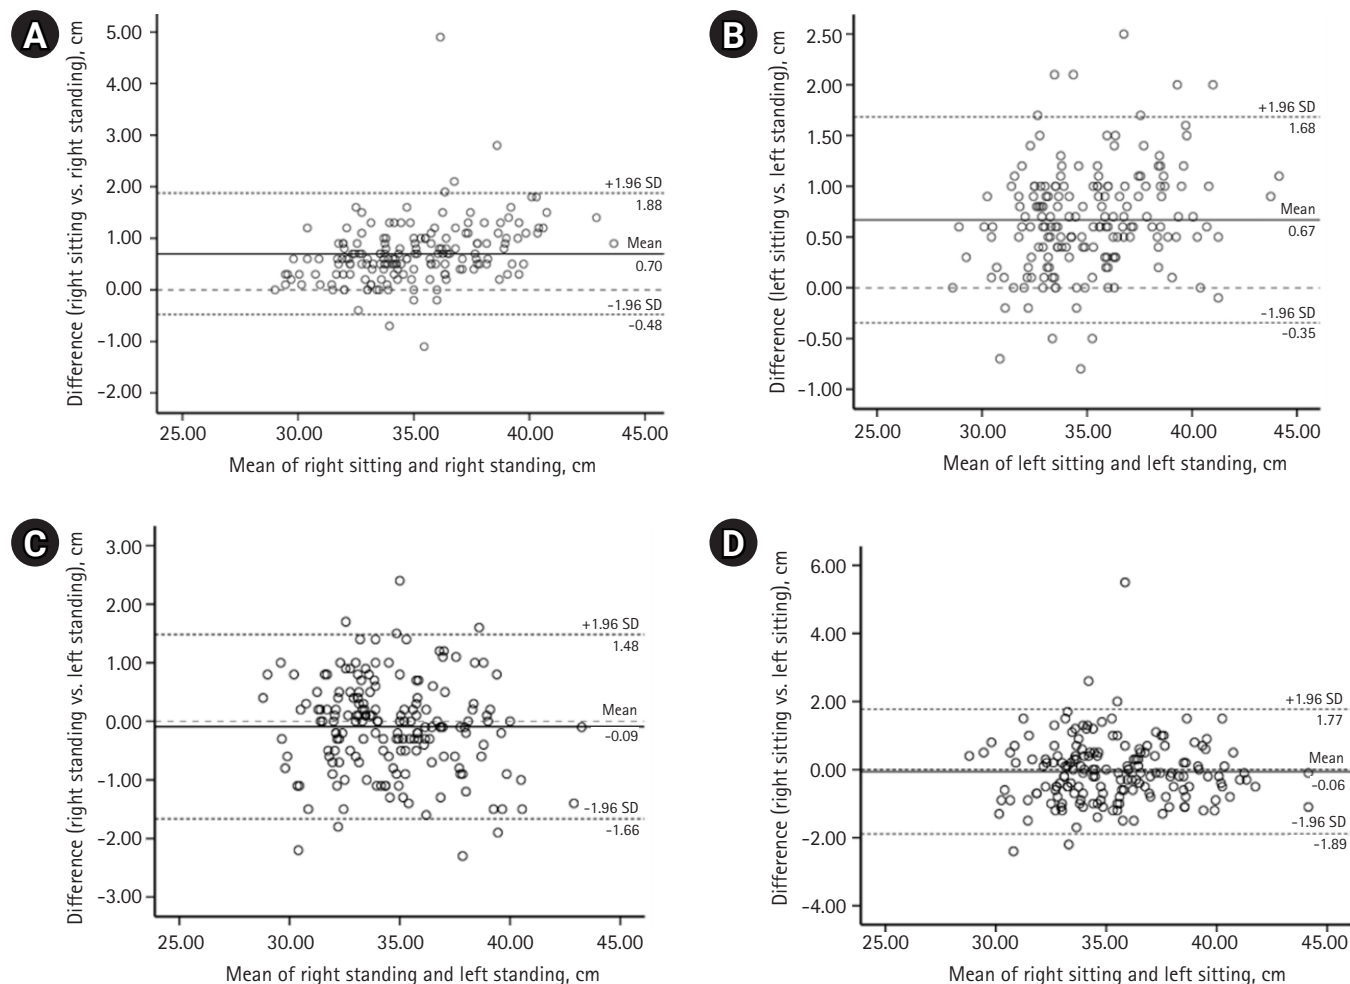 A
Difference (right sitting vs. right standing), cm
5.00
4.00
3.00
2.00
1.00
0.00
-1.00
-2.00
+1.96 SD
1.88
Mean
0.70
-1.96 SD
-0.48
25.00 30.00 35.00 40.00 45.00
Mean of right sitting and right standing, cm
B
Difference (left sitting vs. left standing), cm
2.50
2.00
1.50
1.00
0.50
0.00
-0.50
-1.00
+1.96 SD
1.68
Mean
0.67
-1.96 SD
-0.35
25.00 30.00 35.00 40.00 45.00
Mean of left sitting and left standing, cm
C
Difference (right standing vs. left standing), cm
3.00
2.00
1.00
0.00
-1.00
-2.00
-3.00
+1.96 SD
1.48
Mean
-0.09
-1.96 SD
-1.66
25.00 30.00 35.00 40.00 45.00
Mean of right standing and left standing, cm
D
Difference (right sitting vs. left sitting), cm
6.00
4.00
2.00
0.00
-2.00
-4.00
+1.96 SD
1.77
Mean
-0.06
-1.96 SD
-1.89
25.00 30.00 35.00 40.00 45.00
Mean of right sitting and left sitting, cm